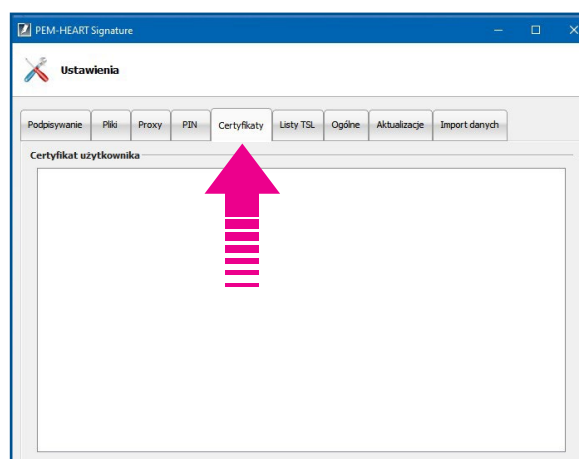 PEM-HEART Signature
Ustawienia
Podpisywanie Pliki Proxy PIN Certyfikaty Listy TSL Ogólne Aktualizacje Import danych
Certyfikat użytkownika